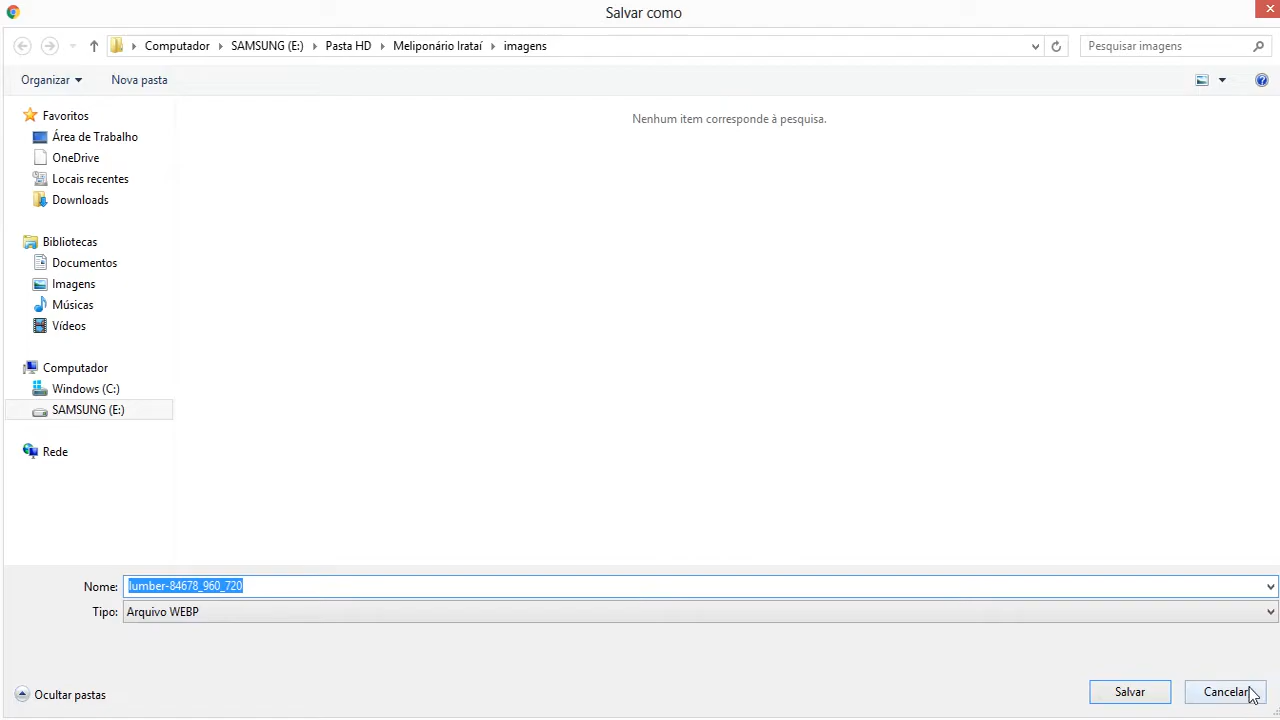 Salvar como
Computador SAMSUNG (E:) Pasta HD Meliponário Irataí imagens
Pesquisar imagens
Organizar
Nova pasta
Favoritos
Área de Trabalho
OneDrive
Locais recentes
Downloads
Bibliotecas
Documentos
Imagens
Músicas
Vídeos
Computador
Windows (C:)
SAMSUNG (E:)
Rede
Nenhum item corresponde à pesquisa.
Nome: lumber-84678_960_720
Tipo: Arquivo WEBP
Ocultar pastas
Salvar
Cancelar